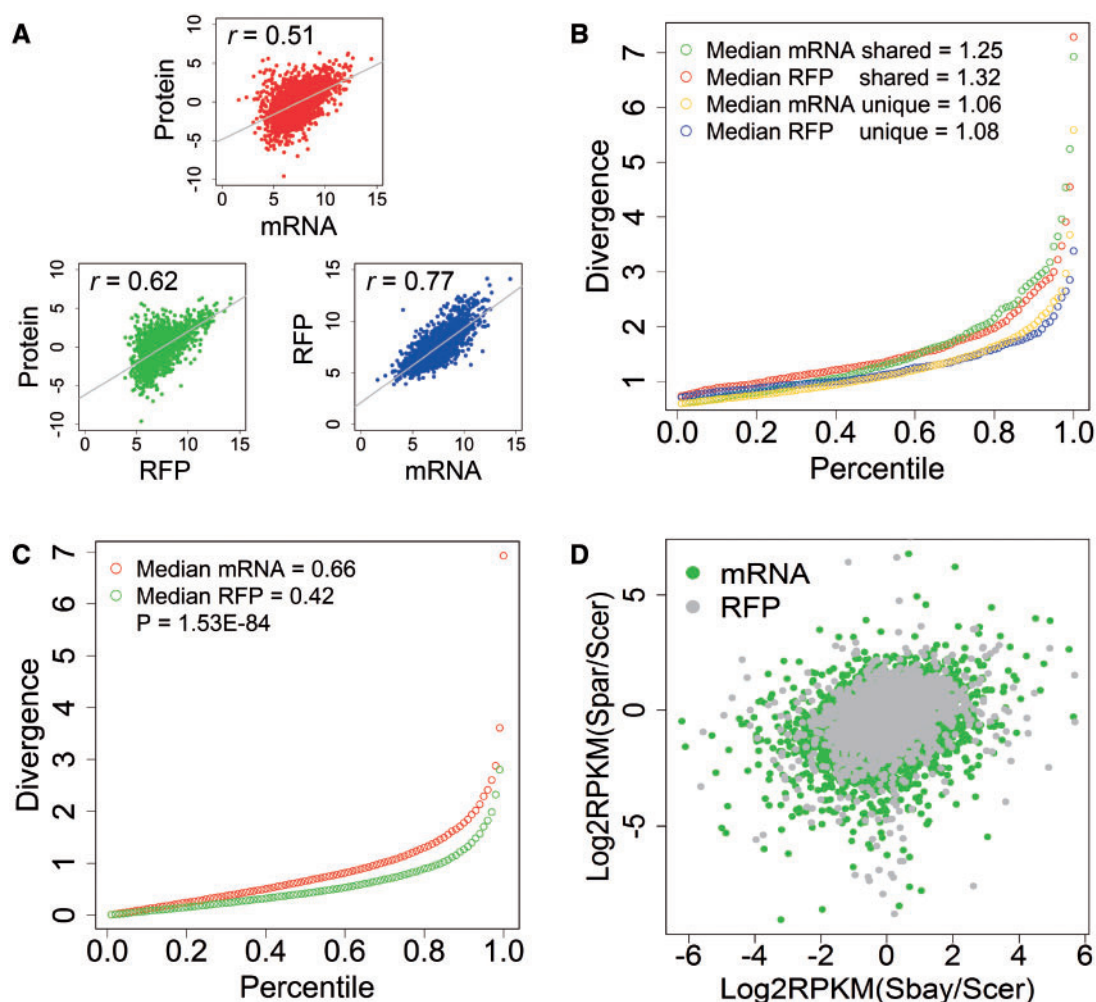 A
r = 0.51
Protein
10
5
0
-5
-10
0 5 10 15
mRNA
r = 0.62
Protein
10
5
0
-5
-10
0 5 10 15
RFP
r = 0.77
RFP
15
10
5
0
0 5 10 15
mRNA
B
Median mRNA shared = 1.25
Median RFP shared = 1.32
Median mRNA unique = 1.06
Median RFP unique = 1.08
Divergence
7
6
5
4
3
2
1
0.0 0.2 0.4 0.6 0.8 1.0
Percentile
C
Median mRNA = 0.66
Median RFP = 0.42
P = 1.53E-84
Divergence
7
6
5
4
3
2
1
0
0.0 0.2 0.4 0.6 0.8 1.0
Percentile
D
mRNA
RFP
Log2RPKM(Spar/Scer)
5
0
-5
-6 -4 -2 0 2 4 6
Log2RPKM(Sbay/Scer)